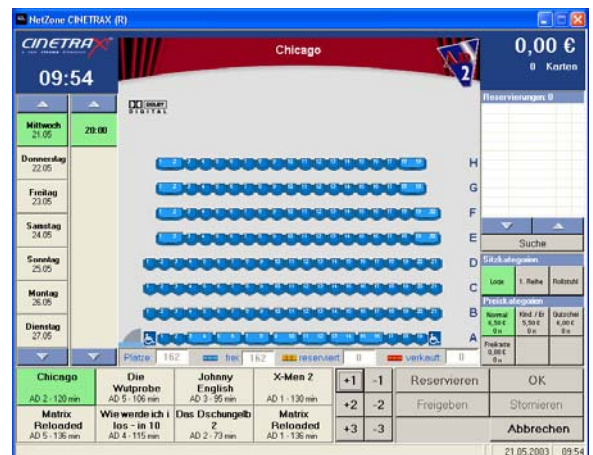 NetZone CINETRAX (R)
CINETRAX
09:54
Chicago
2
0,00 €
0 Karten
DOLBY
DIGITAL
Reservierungen: 0
Mittwoch
21.05
20:00
Donnerstag
22.05
Freitag
23.05
Samstag
24.05
Sonntag
25.05
Montag
26.05
Dienstag
27.05
H
G
F
E
D
C
B
A
Suche
Sitzkategorien
Loge
1. Reihe
Rollstuhl
Preiskategorien
Normal
6,50 €
0 n
Kind / Er
5,50 €
0 n
Gutschei
6,00 €
0 n
Freikarte
0,00 €
0 n
Plätze: 162 frei 162 reserviert 0 verkauft 0
Chicago
AD 2 - 120 min
Die Wutprobe
AD 5 - 106 min
Johnny English
AD 3 - 95 min
X-Men 2
AD 1 - 130 min
Matrix Reloaded
AD 5 - 136 min
Wie werde ich i
los - in 10
AD 4 - 115 min
Das Dschungelb
2
AD 2 - 73 min
Matrix Reloaded
AD 1 - 136 min
+1 -1
+2 -2
+3 -3
Reservieren
OK
Freigeben
Stornieren
Abbrechen
21.05.2003 09:54